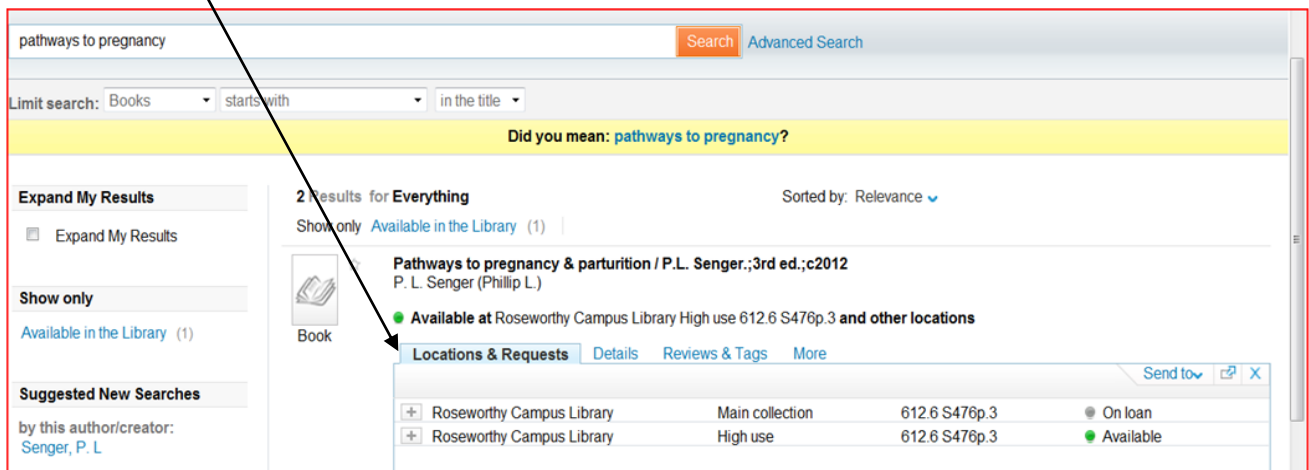 pathways to pregnancy
Search Advanced Search
Limit search: Books starts with in the title
Did you mean: pathways to pregnancy?
Expand My Results
Expand My Results
Show only
Available in the Library (1)
Suggested New Searches
by this author/creator:
Senger, P. L
2 Results for Everything Sorted by: Relevance
Show only Available in the Library (1)
Book
Pathways to pregnancy & parturition / P.L. Senger.;3rd ed.;c2012
P. L. Senger (Phillip L.)
Available at Roseworthy Campus Library High use 612.6 S476p.3 and other locations
Locations & Requests Details Reviews & Tags More
Send to X
Roseworthy Campus Library Main collection 612.6 S476p.3 On loan
Roseworthy Campus Library High use 612.6 S476p.3 Available